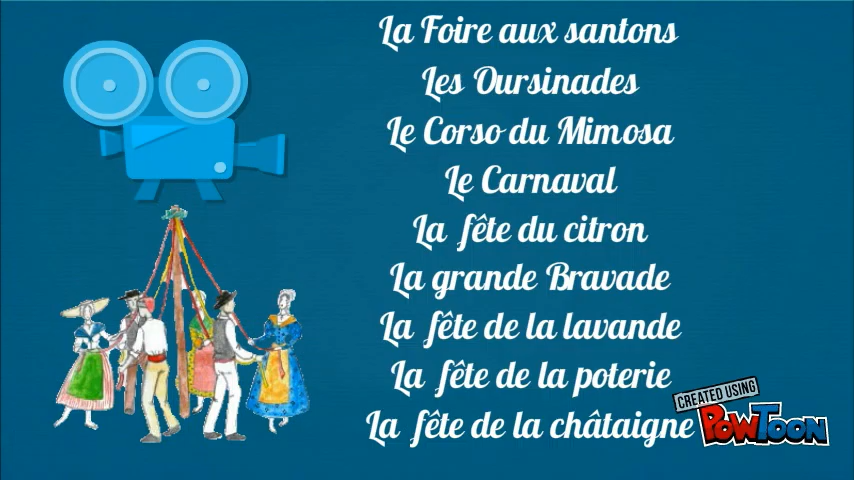 La Foire aux santons
Les Oursinades
Le Corso du Mimosa
Le Carnaval
La fête du citron
La grande Bravade
La fête de la lavande
La fête de la poterie
La fête de la châtaigne
CREATED USING
POWTOON